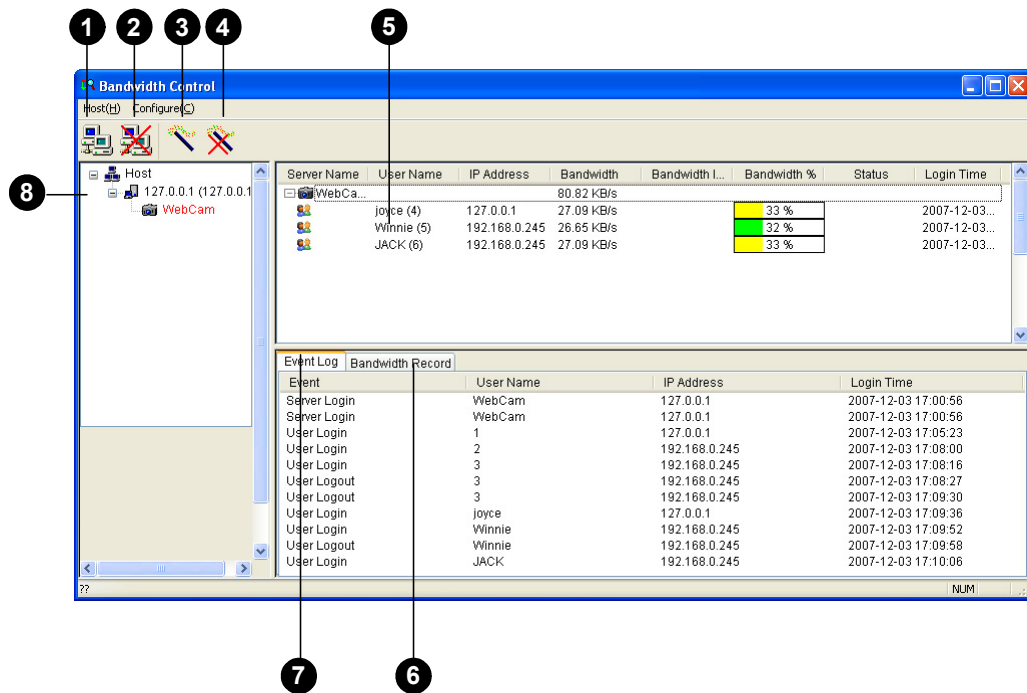 1 2 3 4 5
Bandwidth Control
Host(H) Configure(C)
8
Host
127.0.0.1 (127.0.0.1
WebCam
Server Name User Name IP Address Bandwidth Bandwidth l... Bandwidth % Status Login Time
WebCa... 80.82 KB/s
joyce (4) 127.0.0.1 27.09 KB/s 33 % 2007-12-03...
Winnie (5) 192.168.0.245 26.65 KB/s 32 % 2007-12-03...
JACK (6) 192.168.0.245 27.09 KB/s 33 % 2007-12-03...
Event Log Bandwidth Record
Event User Name IP Address Login Time
Server Login WebCam 127.0.0.1 2007-12-03 17:00:56
Server Login WebCam 127.0.0.1 2007-12-03 17:00:56
User Login 1 127.0.0.1 2007-12-03 17:05:23
User Login 2 192.168.0.245 2007-12-03 17:08:00
User Login 3 192.168.0.245 2007-12-03 17:08:16
User Logout 3 192.168.0.245 2007-12-03 17:08:27
User Logout 3 192.168.0.245 2007-12-03 17:09:30
User Login joyce 127.0.0.1 2007-12-03 17:09:36
User Login Winnie 192.168.0.245 2007-12-03 17:09:52
User Logout Winnie 192.168.0.245 2007-12-03 17:09:58
User Login JACK 192.168.0.245 2007-12-03 17:10:06
?? NUM
7 6